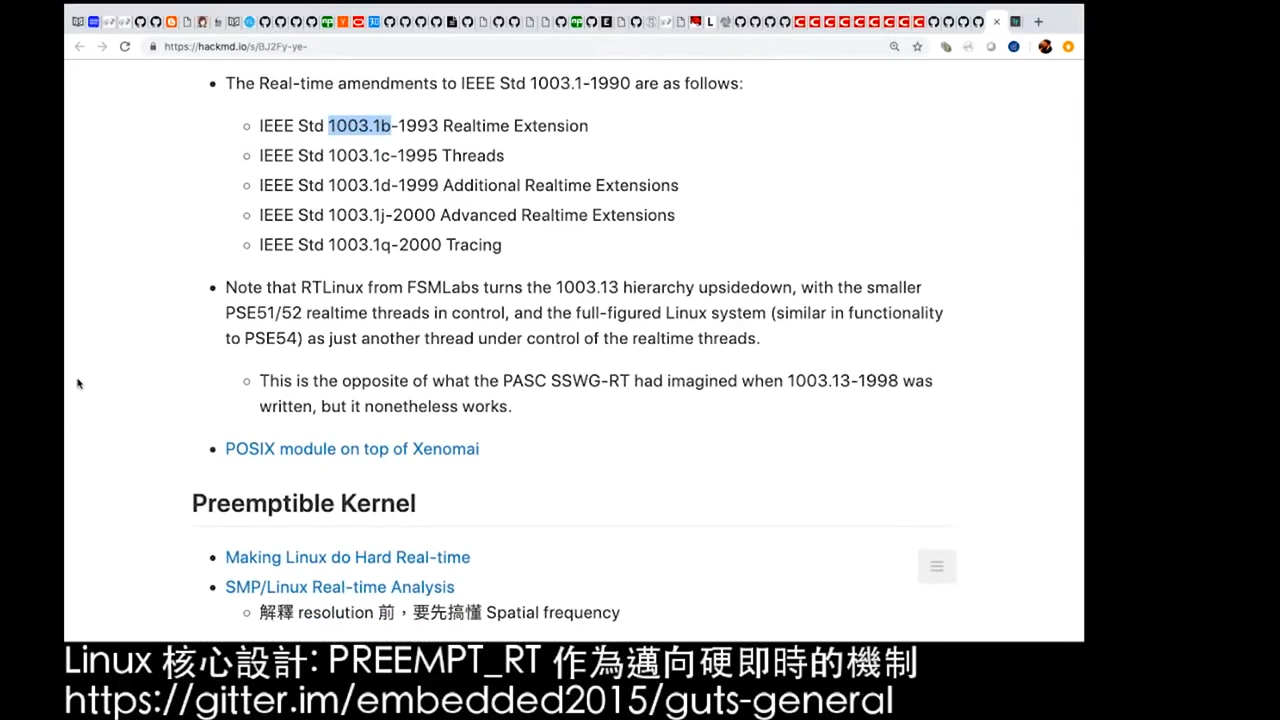 https://hackmd.io/s/BJ2Fy-ye-
• The Real-time amendments to IEEE Std 1003.1-1990 are as follows:
◦ IEEE Std 1003.1b-1993 Realtime Extension
◦ IEEE Std 1003.1c-1995 Threads
◦ IEEE Std 1003.1d-1999 Additional Realtime Extensions
◦ IEEE Std 1003.1j-2000 Advanced Realtime Extensions
◦ IEEE Std 1003.1q-2000 Tracing
• Note that RTLinux from FSMLabs turns the 1003.13 hierarchy upsidedown, with the smaller
PSE51/52 realtime threads in control, and the full-figured Linux system (similar in functionality
to PSE54) as just another thread under control of the realtime threads.
◦ This is the opposite of what the PASC SSWG-RT had imagined when 1003.13-1998 was
written, but it nonetheless works.
• POSIX module on top of Xenomai
Preemptible Kernel
• Making Linux do Hard Real-time
• SMP/Linux Real-time Analysis
◦ 解釋 resolution 前，要先搞懂 Spatial frequency
Linux 核心設計: PREEMPT_RT 作為邁向硬即時的機制
https://gitter.im/embedded2015/guts-general